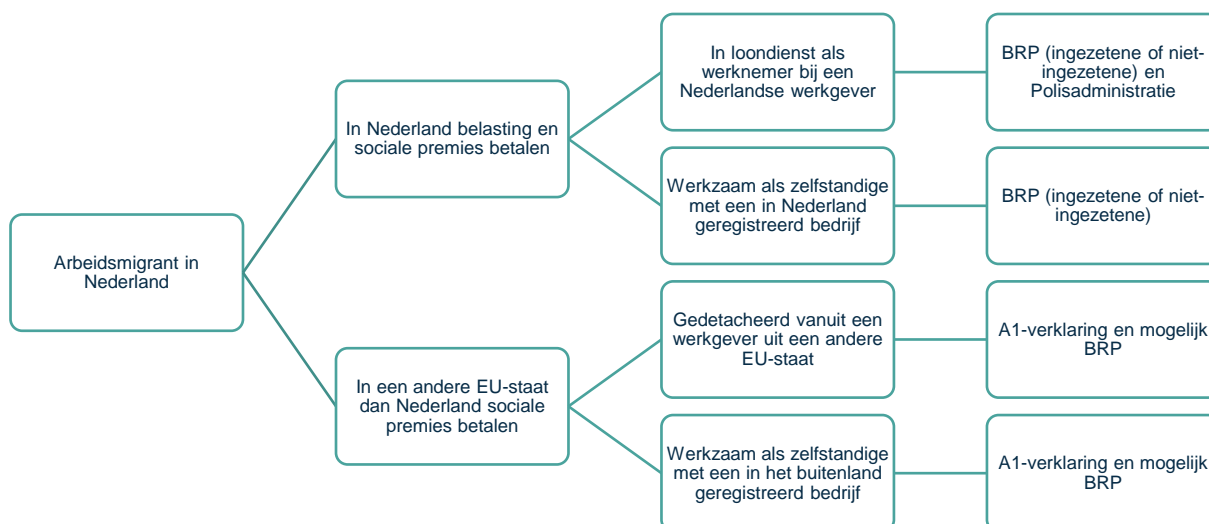 Arbeidsmigrant in
Nederland
In Nederland belasting en
sociale premies betalen
In loondienst als
werknemer bij een
Nederlandse werkgever
BRP (ingezetene of niet-
ingezetene) en
Polisadministratie
Werkzaam als zelfstandige
met een in Nederland
geregistreerd bedrijf
BRP (ingezetene of niet-
ingezetene)
In een andere EU-staat
dan Nederland sociale
premies betalen
Gedetacheerd vanuit een
werkgever uit een andere
EU-staat
A1-verklaring en mogelijk
BRP
Werkzaam als zelfstandige
met een in het buitenland
geregistreerd bedrijf
A1-verklaring en mogelijk
BRP